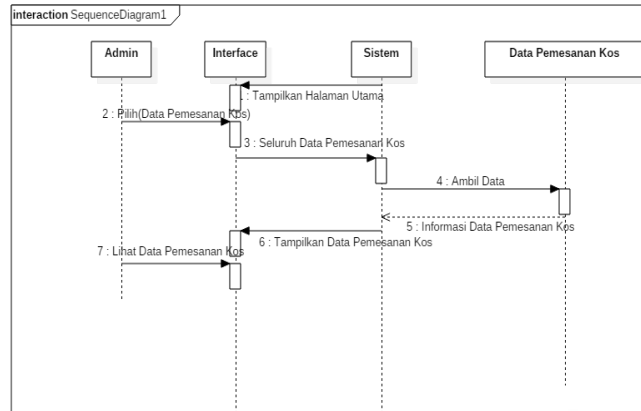 interaction SequenceDiagram1
Admin
Interface
Sistem
Data Pemesanan Kos
1 : Tampilkan Halaman Utama
2 : Pilih(Data Pemesanan Kos)
3 : Seluruh Data Pemesanan Kos
4 : Ambil Data
5 : Informasi Data Pemesanan Kos
6 : Tampilkan Data Pemesanan Kos
7 : Lihat Data Pemesanan Kos